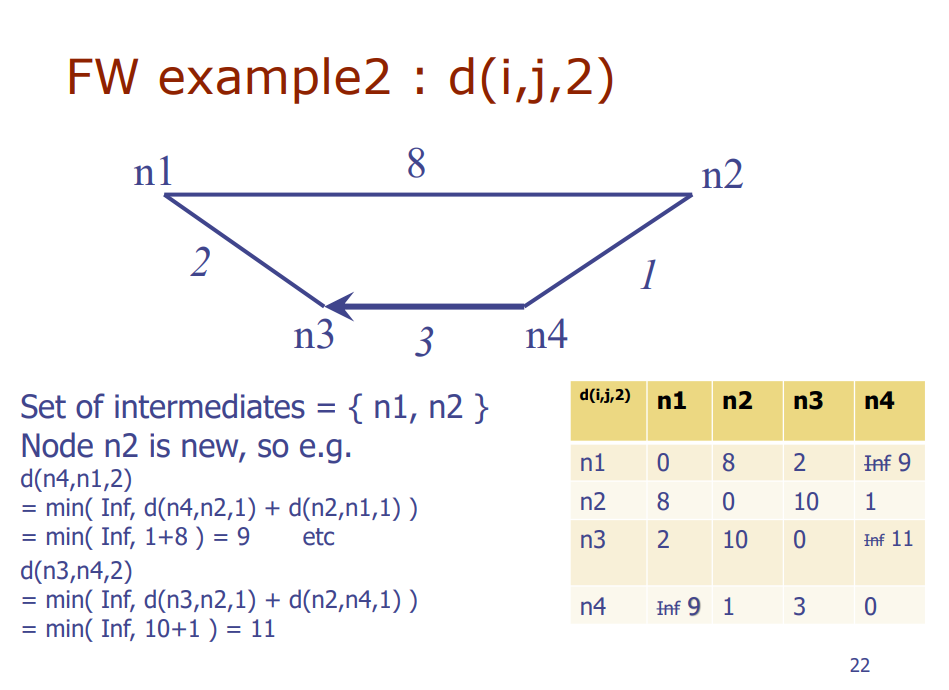 FW example2 : d(i,j,2)
n1
8
n2
2
1
n3
3
n4
Set of intermediates = { n1, n2 }
Node n2 is new, so e.g.
d(n4,n1,2)
= min( Inf, d(n4,n2,1) + d(n2,n1,1) )
= min( Inf, 1+8 ) = 9 etc
d(n3,n4,2)
= min( Inf, d(n3,n2,1) + d(n2,n4,1) )
= min( Inf, 10+1 ) = 11
d(i,j,2) n1 n2 n3 n4
n1 0 8 2 Inf 9
n2 8 0 10 1
n3 2 10 0 Inf 11
n4 Inf 9 1 3 0
22